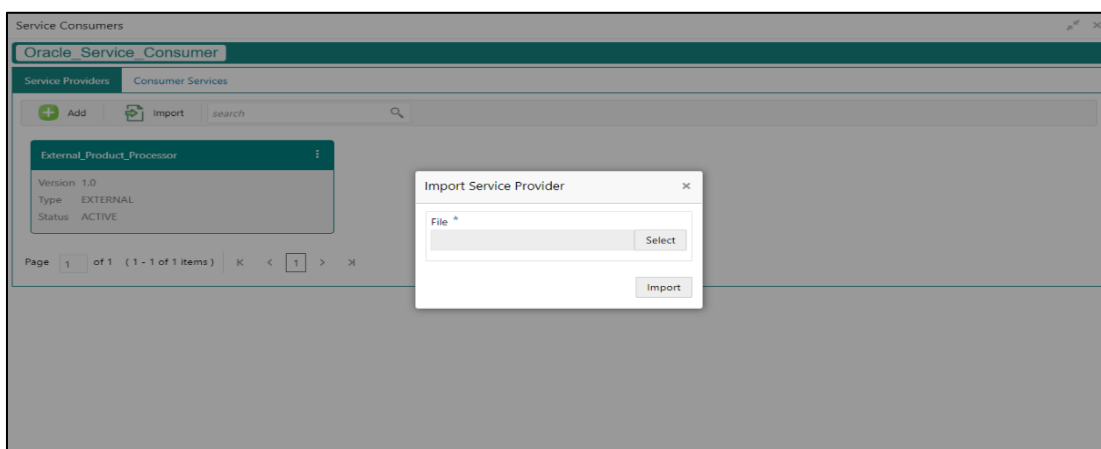 Service Consumers
Oracle_Service_Consumer
Service Providers Consumer Services
Add Import search
External_Product_Processor
Version 1.0
Type EXTERNAL
Status ACTIVE
Page 1 of 1 ( 1 - 1 of 1 items ) K < 1 > >|
Import Service Provider ×
File *
Select
Import